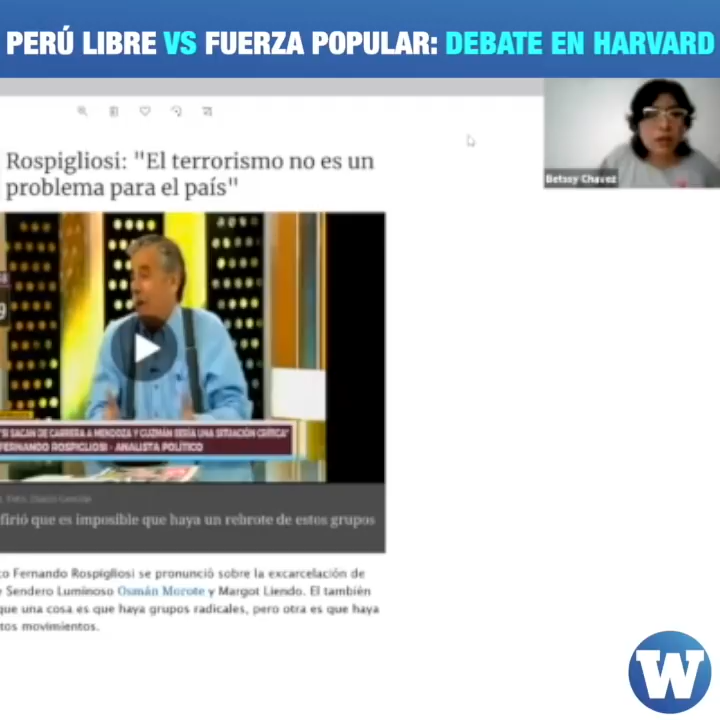 PERÚ LIBRE VS FUERZA POPULAR: DEBATE EN HARVARD
Betssy Chavez
Rospigliosi: "El terrorismo no es un
problema para el país"
"SI SACAN DE CARRERA A MENDOZA Y GUZMÁN SERÍA UNA SITUACIÓN CRÍTICA"
FERNANDO ROSPIGLIOSI - ANALISTA POLÍTICO
firió que es imposible que haya un rebrote de estos grupos
co Fernando Rospigliosi se pronunció sobre la excarcelación de
Sendero Luminoso Osmán Morote y Margot Liendo. El también
que una cosa es que haya grupos radicales, pero otra es que haya
tos movimientos.
W